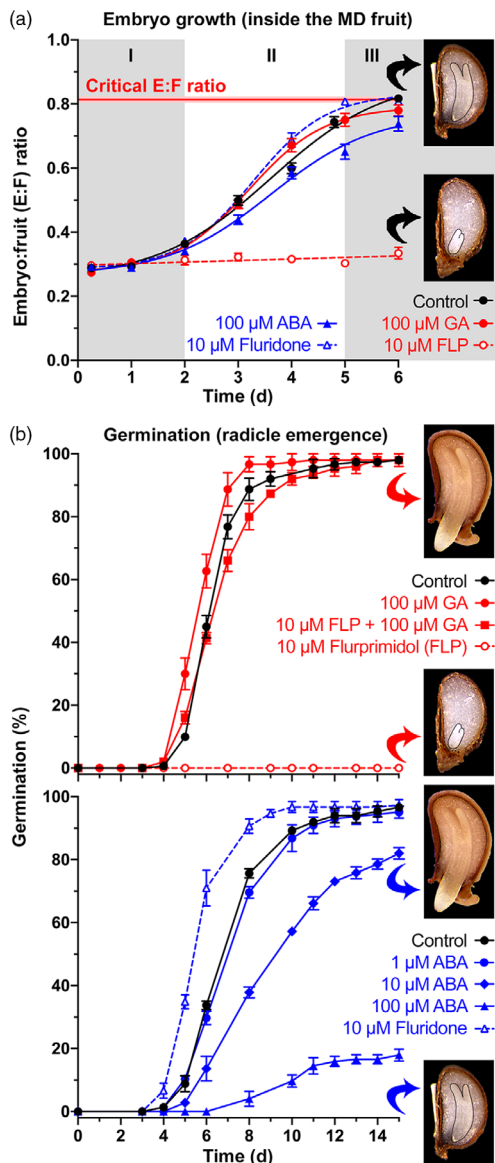 (a)
Embryo growth (inside the MD fruit)
I
II
III
Critical E:F ratio
Embryo:fruit (E:F) ratio
1.0
0.8
0.6
0.4
0.2
0.0
Control
100 µM ABA
100 µM GA
10 µM Fluridone
10 µM FLP
0 1 2 3 4 5 6
Time (d)
(b)
Germination (radicle emergence)
Germination (%)
100
80
60
40
20
0
Control
100 µM GA
10 µM FLP + 100 µM GA
10 µM Flurprimidol (FLP)
100
80
60
40
20
0
Control
1 µM ABA
10 µM ABA
100 µM ABA
10 µM Fluridone
0 2 4 6 8 10 12 14
Time (d)